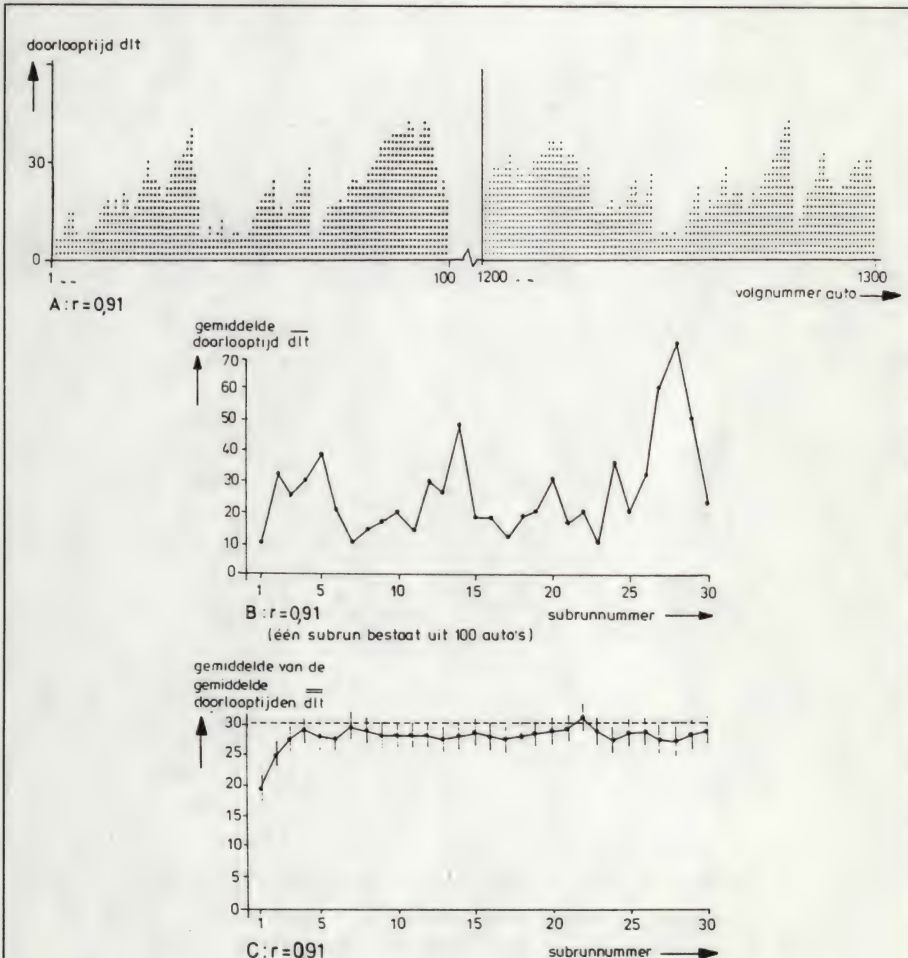 doorlooptijd dlt
30
0
1 -- 100 1200 -- 1300
A : r = 0,91
volgnummer auto
gemiddelde
doorlooptijd dlt
70
60
50
40
30
20
10
0
1 5 10 15 20 25 30
B : r = 0,91 subrunnummer
(één subrun bestaat uit 100 auto's)
gemiddelde van de
gemiddelde
doorlooptijden dlt
30
25
20
15
10
5
0
1 5 10 15 20 25 30
C : r = 0,91 subrunnummer